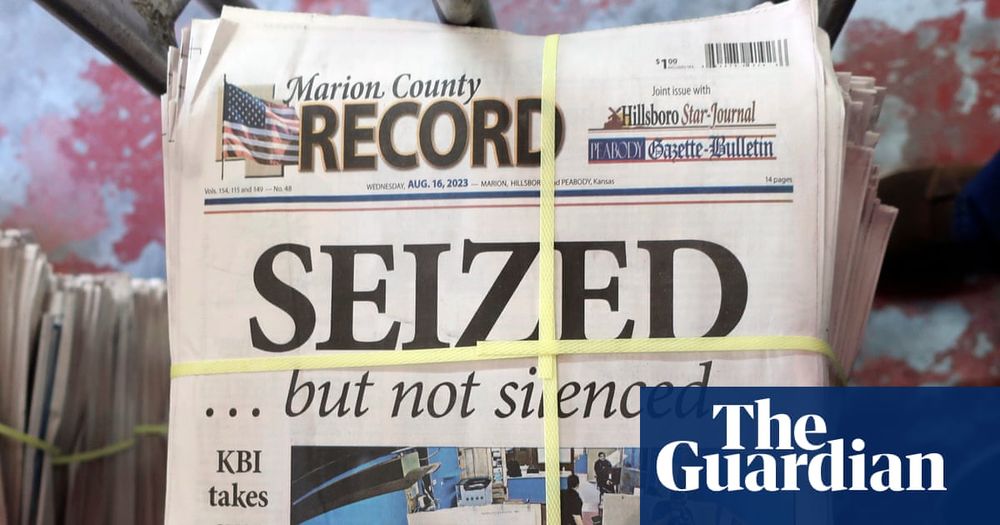 $1.09
Marion County
RECORD
Joint issue with
Hillsboro Star-Journal
PEABODY Gazette-Bulletin
Vols. 154, 115 and 149 — No. 48
WEDNESDAY, AUG. 16, 2023 — MARION, HILLSBORO and PEABODY, Kansas
14 pages
SEIZED
... but not silenced
KBI
takes
The
Guardian